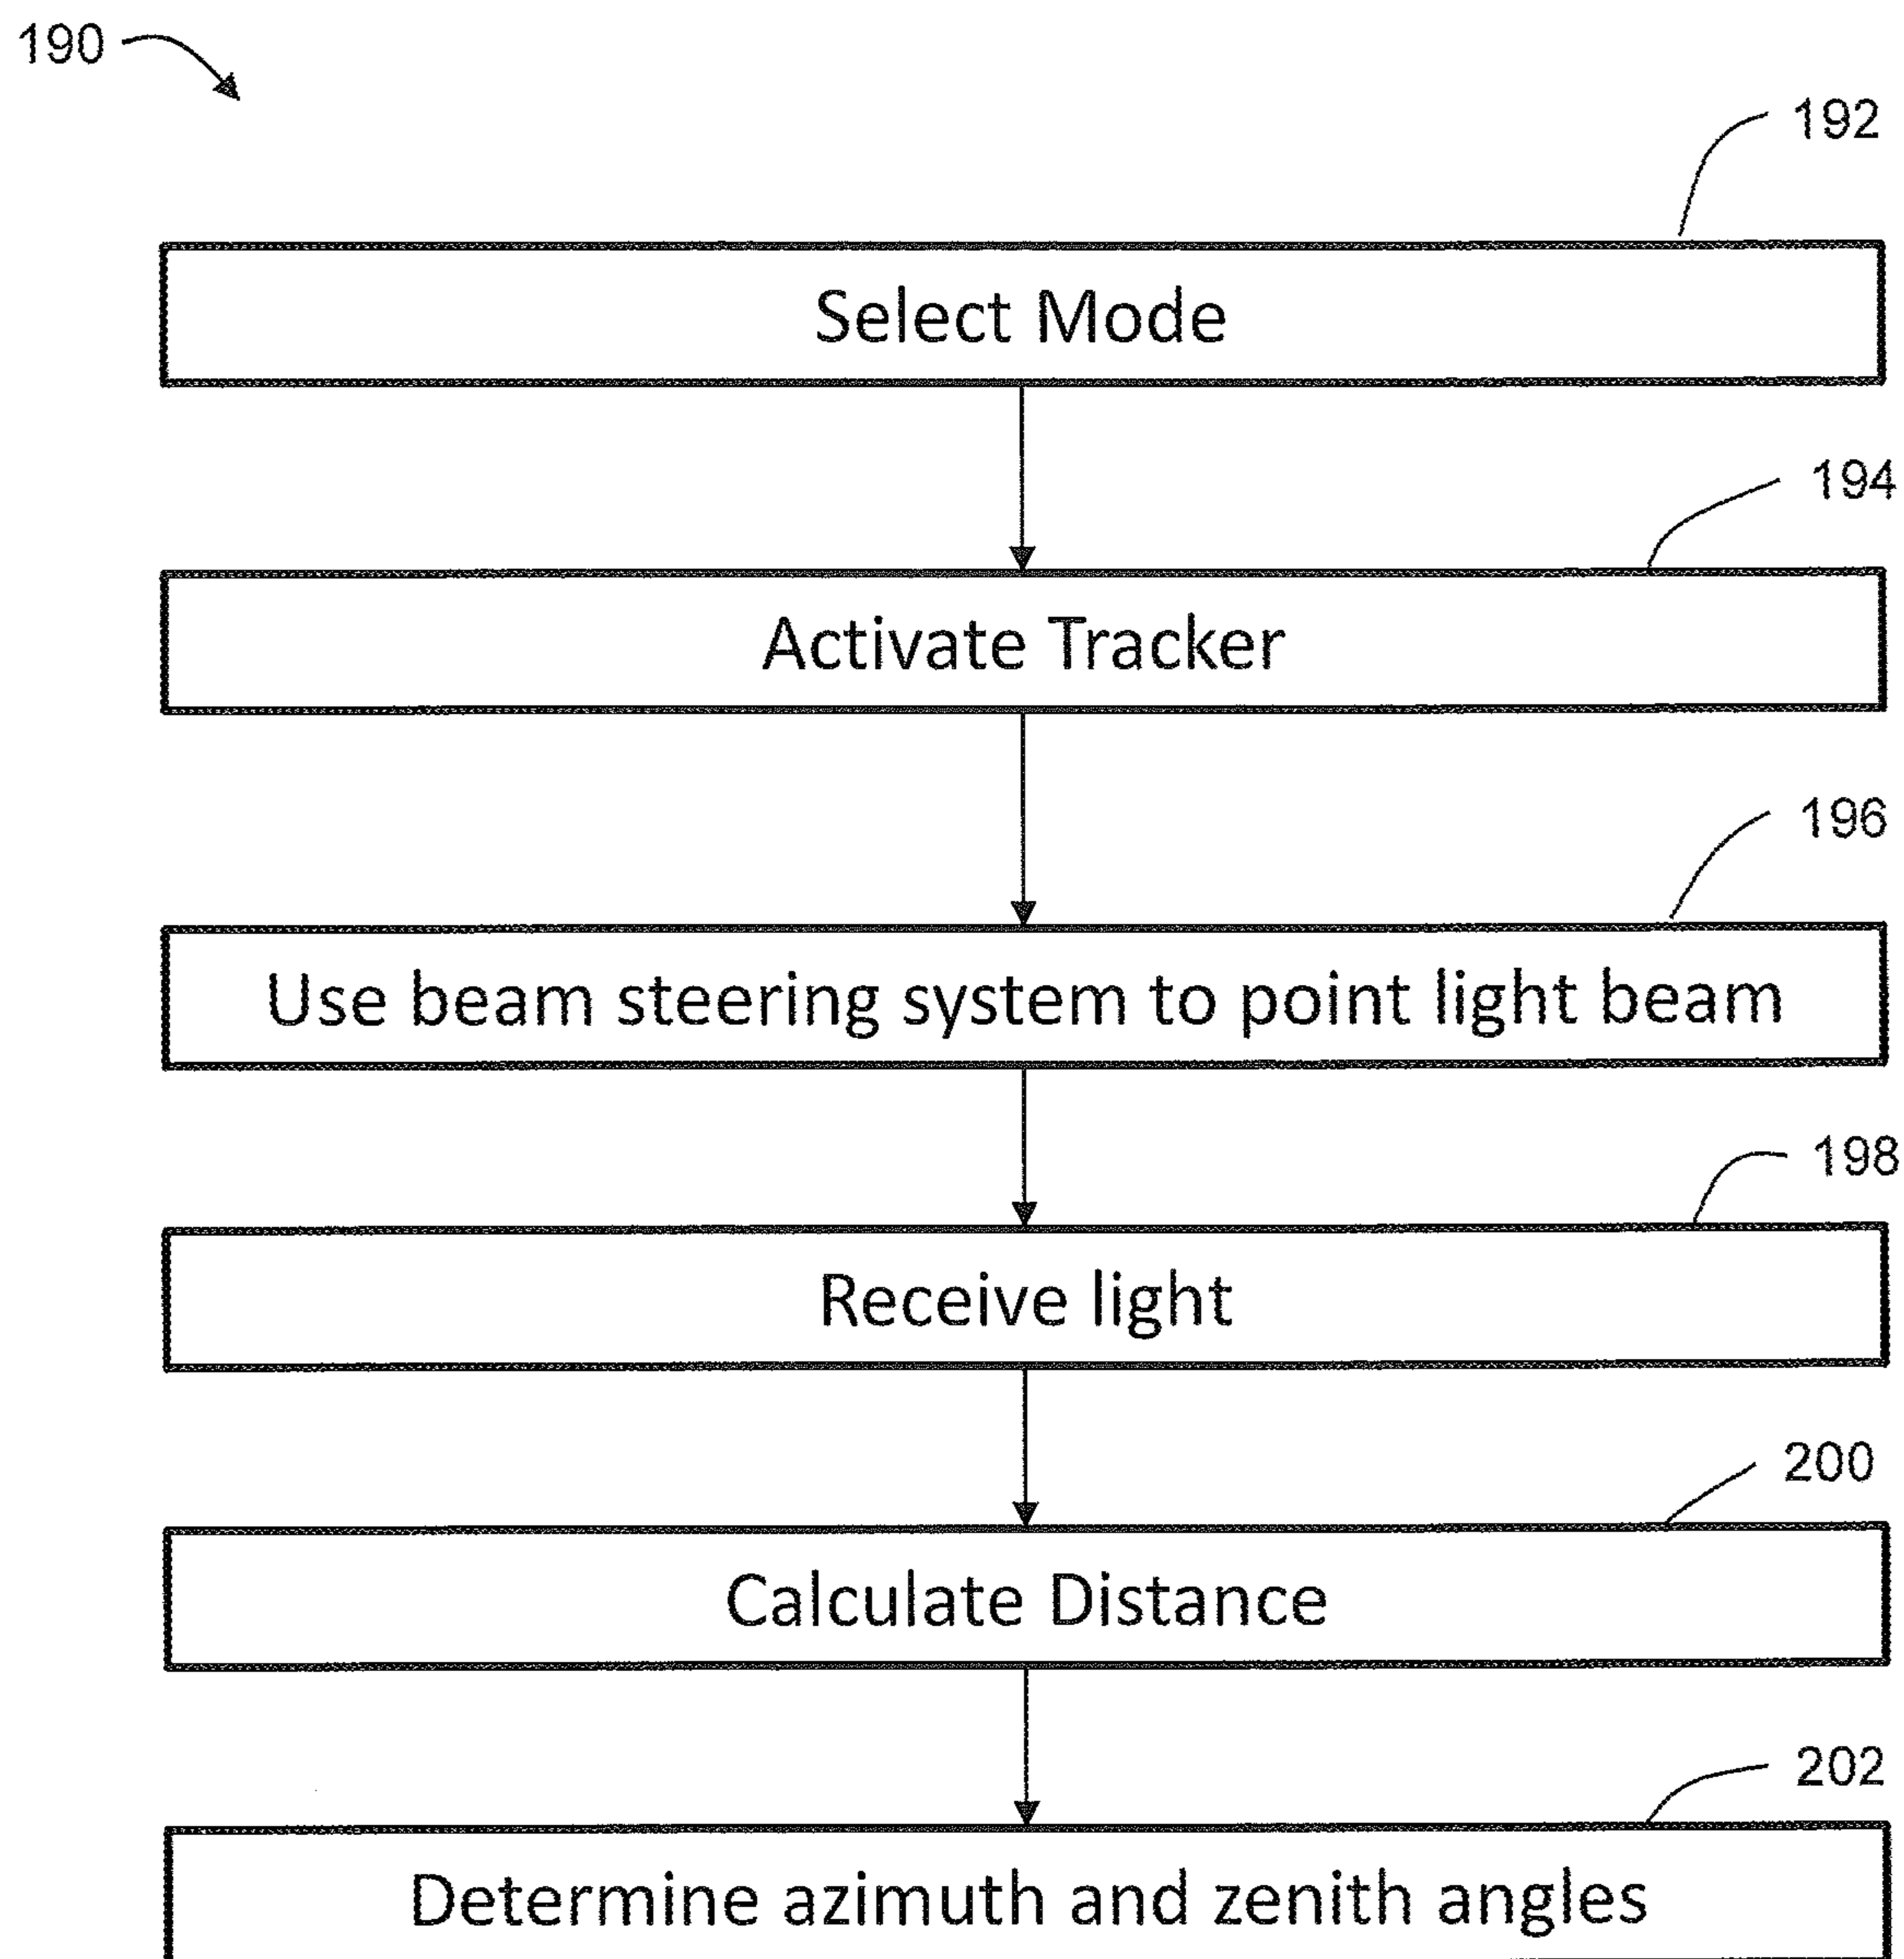 190
192
Select Mode
194
Activate Tracker
196
Use beam steering system to point light beam
198
Receive light
200
Calculate Distance
202
Determine azimuth and zenith angles